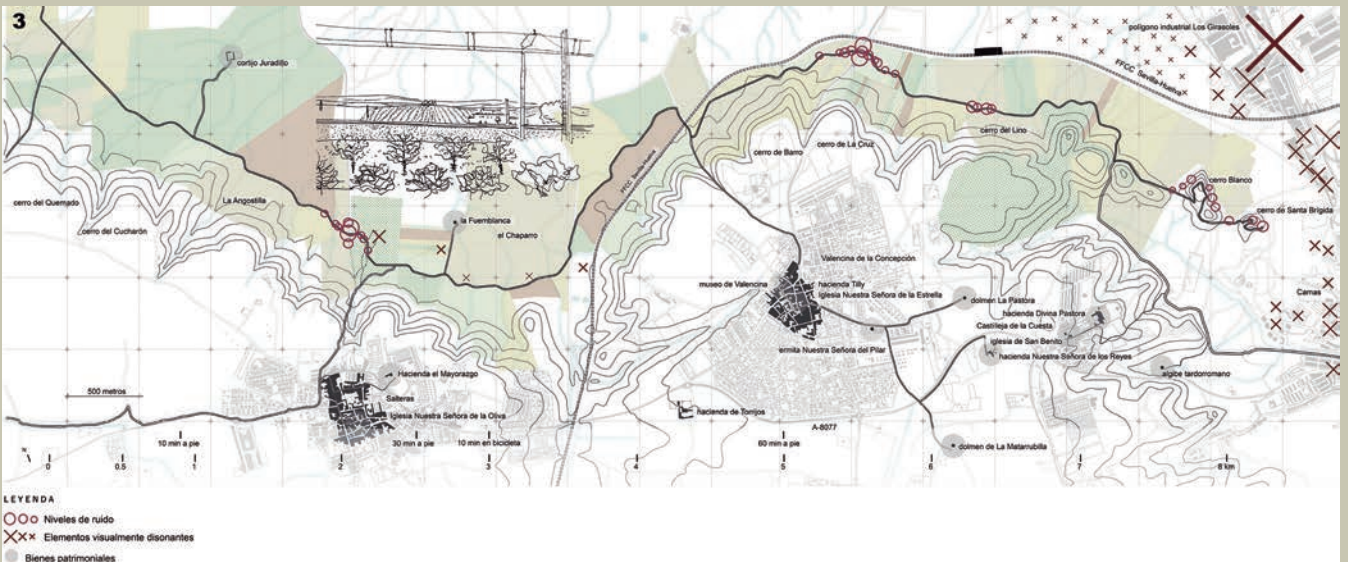 3
polígono industrial Los Girasoles
cortijo Juradillo
FFCC Sevilla-Huelva
cerro del Lino
cerro de La Cruz
cerro de Barro
FFCC Sevilla-Huelva
cerro Blanco
cerro del Quemado
La Angostilla
cerro de Santa Brígida
la Fuemblanca
cerro del Cucharón
el Chaparro
Valencina de la Concepción
museo de Valencina
hacienda Tilly
Iglesia Nuestra Señora de la Estrella
Camas
dolmen La Pastora
hacienda Divina Pastora
Castilleja de la Cuesta
iglesia de San Benito
ermita Nuestra Señora del Pilar
hacienda Nuestra Señora de los Reyes
algibe tardorromano
500 metros
Hacienda el Mayorazgo
Salteras
Iglesia Nuestra Señora de la Oliva
hacienda de Torrijos
A-8077
10 min a pie
30 min a pie
10 min en bicicleta
60 min a pie
dolmen de La Matarrubilla
N
0 0.5 1 2 3 4 5 6 7 8 km
LEYENDA
Niveles de ruido
Elementos visualmente disonantes
Bienes patrimoniales